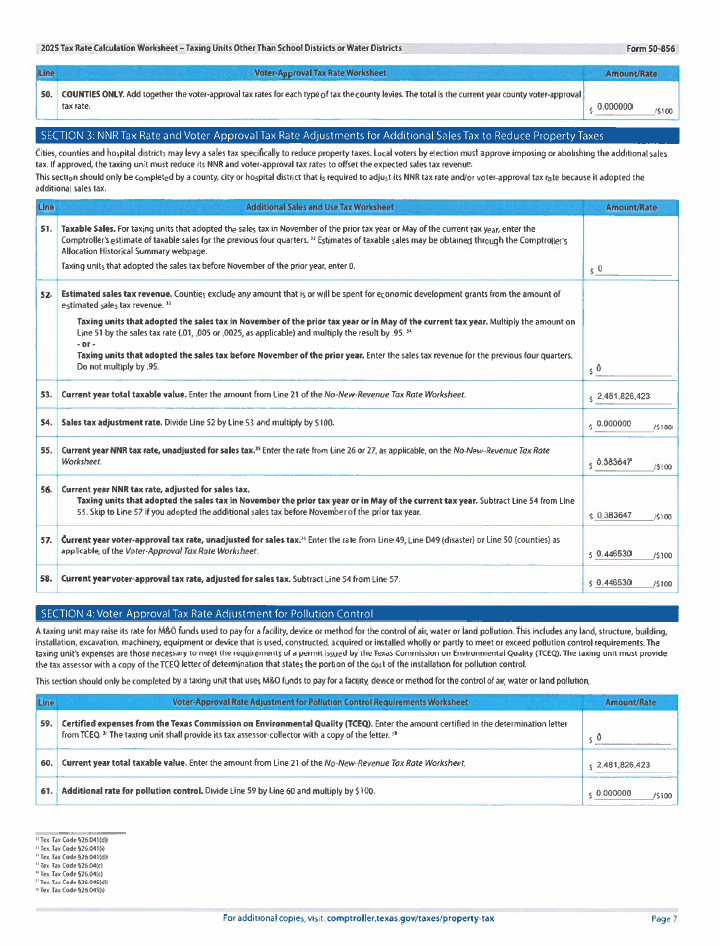 2025 Tax Rate Calculation Worksheet – Taxing Units Other Than School Districts or Water Districts Form 50-856
Line Voter-Approval Tax Rate Worksheet Amount/Rate
50. COUNTIES ONLY. Add together the voter-approval tax rates for each type of tax the county levies. The total is the current year county voter-approval
tax rate. $ 0.000000 /$100
SECTION 3: NNR Tax Rate and Voter Approval Tax Rate Adjustments for Additional Sales Tax to Reduce Property Taxes
Cities, counties and hospital districts may levy a sales tax specifically to reduce property taxes. Local voters by election must approve imposing or abolishing the additional sales
tax. If approved, the taxing unit must reduce its NNR and voter-approval tax rates to offset the expected sales tax revenue.
This section should only be completed by a county, city or hospital district that is required to adjust its NNR tax rate and/or voter-approval tax rate because it adopted the
additional sales tax.
Line Additional Sales and Use Tax Worksheet Amount/Rate
51. Taxable Sales. For taxing units that adopted the sales tax in November of the prior tax year or May of the current tax year, enter the
Comptroller's estimate of taxable sales for the previous four quarters. 32 Estimates of taxable sales may be obtained through the Comptroller's
Allocation Historical Summary webpage.
Taxing units that adopted the sales tax before November of the prior year, enter 0. $ 0
52. Estimated sales tax revenue. Counties exclude any amount that is or will be spent for economic development grants from the amount of
estimated sales tax revenue. 33
Taxing units that adopted the sales tax in November of the prior tax year or in May of the current tax year. Multiply the amount on
Line 51 by the sales tax rate (.01, .005 or .0025, as applicable) and multiply the result by .95. 34
- or -
Taxing units that adopted the sales tax before November of the prior year. Enter the sales tax revenue for the previous four quarters.
Do not multiply by .95. $ 0
53. Current year total taxable value. Enter the amount from Line 21 of the No-New-Revenue Tax Rate Worksheet. $ 2,481,826,423
54. Sales tax adjustment rate. Divide Line 52 by Line 53 and multiply by $100. $ 0.000000 /$100
55. Current year NNR tax rate, unadjusted for sales tax.35 Enter the rate from Line 26 or 27, as applicable, on the No-New-Revenue Tax Rate
Worksheet. $ 0.383647 /$100
56. Current year NNR tax rate, adjusted for sales tax.
Taxing units that adopted the sales tax in November the prior tax year or in May of the current tax year. Subtract Line 54 from Line
55. Skip to Line 57 if you adopted the additional sales tax before November of the prior tax year. $ 0.383647 /$100
57. Current year voter-approval tax rate, unadjusted for sales tax.36 Enter the rate from Line 49, Line D49 (disaster) or Line 50 (counties) as
applicable, of the Voter-Approval Tax Rate Worksheet. $ 0.446530 /$100
58. Current year voter-approval tax rate, adjusted for sales tax. Subtract Line 54 from Line 57. $ 0.446530 /$100
SECTION 4: Voter Approval Tax Rate Adjustment for Pollution Control
A taxing unit may raise its rate for M&O funds used to pay for a facility, device or method for the control of air, water or land pollution. This includes any land, structure, building,
installation, excavation, machinery, equipment or device that is used, constructed, acquired or installed wholly or partly to meet or exceed pollution control requirements. The
taxing unit's expenses are those necessary to meet the requirements of a permit issued by the Texas Commission on Environmental Quality (TCEQ). The taxing unit must provide
the tax assessor with a copy of the TCEQ letter of determination that states the portion of the cost of the installation for pollution control.
This section should only be completed by a taxing unit that uses M&O funds to pay for a facility, device or method for the control of air, water or land pollution.
Line Voter-Approval Rate Adjustment for Pollution Control Requirements Worksheet Amount/Rate
59. Certified expenses from the Texas Commission on Environmental Quality (TCEQ). Enter the amount certified in the determination letter
from TCEQ. 37 The taxing unit shall provide its tax assessor-collector with a copy of the letter. 38 $ 0
60. Current year total taxable value. Enter the amount from Line 21 of the No-New-Revenue Tax Rate Worksheet. $ 2,481,826,423
61. Additional rate for pollution control. Divide Line 59 by Line 60 and multiply by $100. $ 0.000000 /$100
32 Tex. Tax Code §26.041(d)
33 Tex. Tax Code §26.041(i)
34 Tex. Tax Code §26.041(d)
35 Tex. Tax Code §26.04(c)
36 Tex. Tax Code §26.04(c)
37 Tex. Tax Code §26.045(d)
38 Tex. Tax Code §26.045(i)
For additional copies, visit: comptroller.texas.gov/taxes/property-tax Page 7